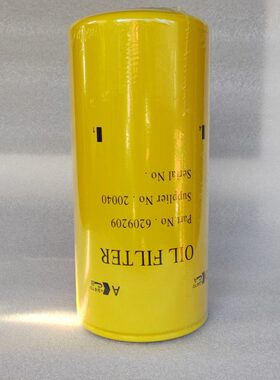 OIL FILTER
Part No . 6209209
Supplier No . 20040
Serial No .